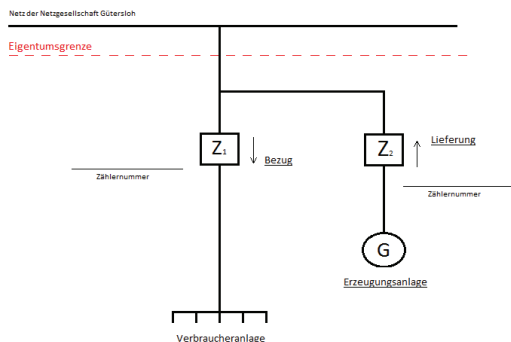 Netz der Netzgesellschaft Gütersloh
Eigentumsgrenze
Z1
Bezug
Z2
Lieferung
Zählernummer
Zählernummer
G
Erzeugungsanlage
Verbraucheranlage